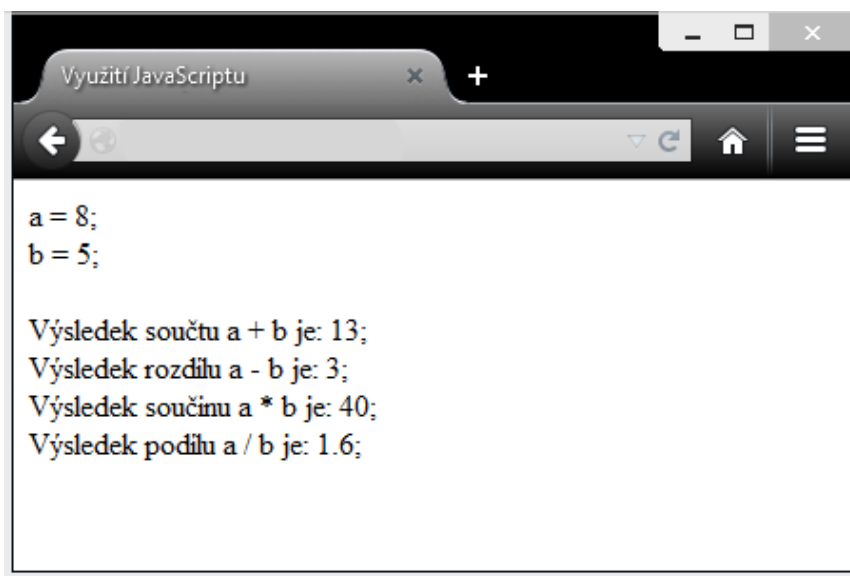 Využití JavaScriptu
a = 8;
b = 5;
Výsledek součtu a + b je: 13;
Výsledek rozdílu a - b je: 3;
Výsledek součinu a * b je: 40;
Výsledek podílu a / b je: 1.6;